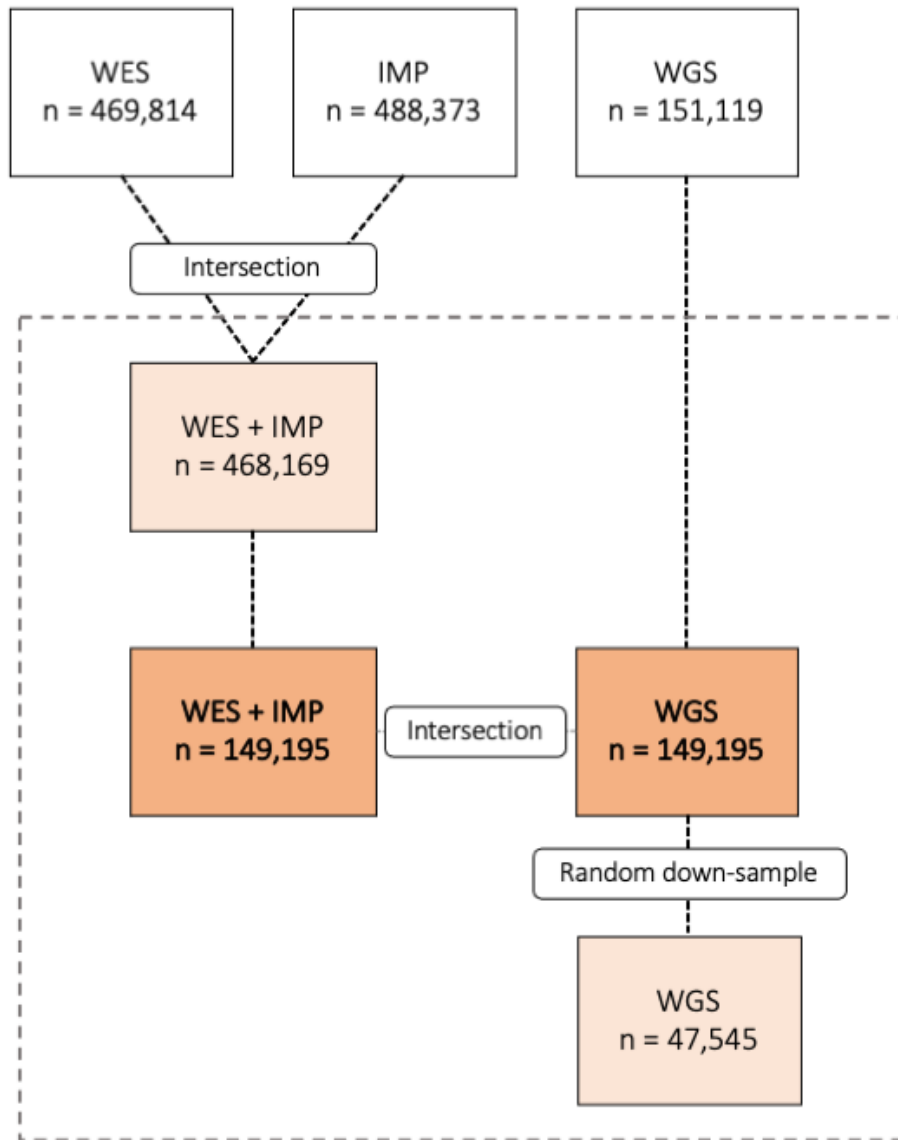 WES
n = 469,814
IMP
n = 488,373
WGS
n = 151,119
Intersection
WES + IMP
n = 468,169
WES + IMP
n = 149,195
Intersection
WGS
n = 149,195
Random down-sample
WGS
n = 47,545